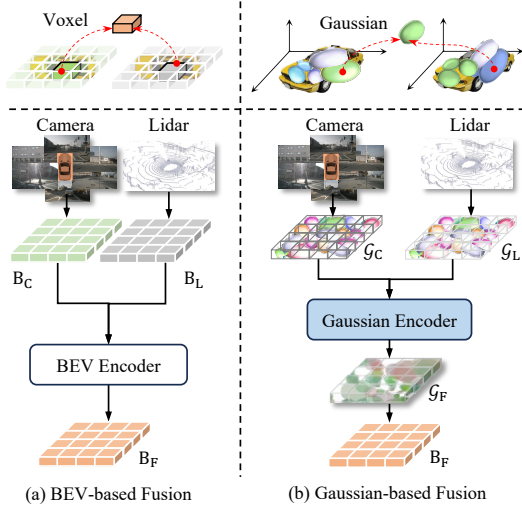 Voxel
Gaussian
Camera
Lidar
Camera
Lidar
B_C
B_L
𝒢_C
𝒢_L
BEV Encoder
Gaussian Encoder
𝒢_F
B_F
B_F
(a) BEV-based Fusion
(b) Gaussian-based Fusion